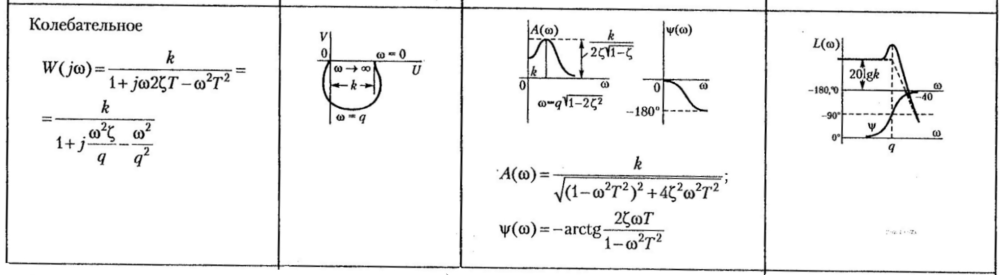 Колебательное
W(jω) = k / (1 + jω2ζT − ω²T²) =
= k / (1 + j ω²ζ/q − ω²/q²)
V
0
ω = 0
ω → ∞
U
k
ω = q
A(ω)
k / (2ζ√1−ζ)
k
0
ω
ω=q√1−2ζ²
ψ(ω)
0
ω
−180°
A(ω) = k / √((1−ω²T²)² + 4ζ²ω²T²);
ψ(ω) = −arctg 2ζωT / (1−ω²T²)
L(ω)
20lgk
ω
−180,°0
−40
−90°
ψ
ω
0°
q